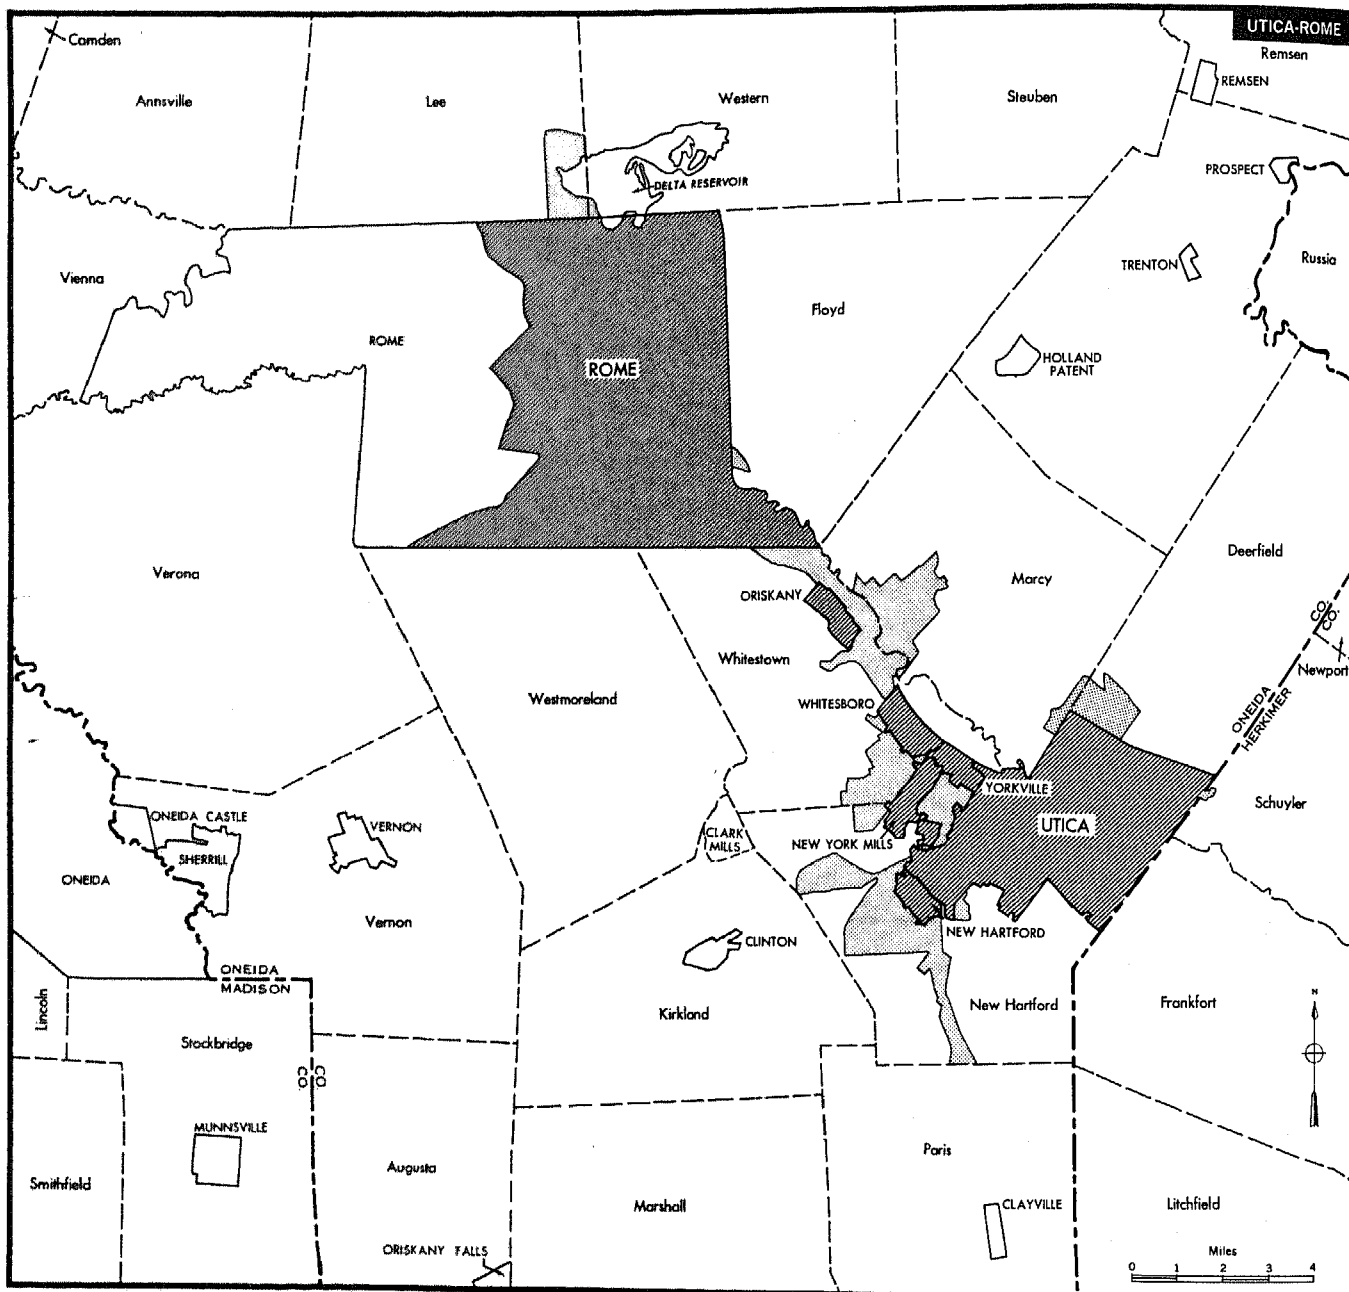 UTICA-ROME
Camden
Remsen
REMSEN
Annsville
Lee
Western
Steuben
PROSPECT
DELTA RESERVOIR
Vienna
TRENTON
Russia
Floyd
ROME
HOLLAND
PATENT
ROME
Deerfield
Verona
Marcy
ORISKANY
CO.
CO.
Whitestown
Newport
Westmoreland
WHITESBORO
ONEIDA
HERKIMER
YORKVILLE
Schuyler
ONEIDA CASTLE
VERNON
UTICA
CLARK
MILLS
NEW YORK MILLS
SHERRILL
ONEIDA
Vernon
NEW HARTFORD
CLINTON
ONEIDA
MADISON
Lincoln
Kirkland
New Hartford
Frankfort
N
Stockbridge
CO.
CO.
MUNNSVILLE
Paris
Augusta
Smithfield
Marshall
CLAYVILLE
Litchfield
ORISKANY FALLS
Miles
0 1 2 3 4